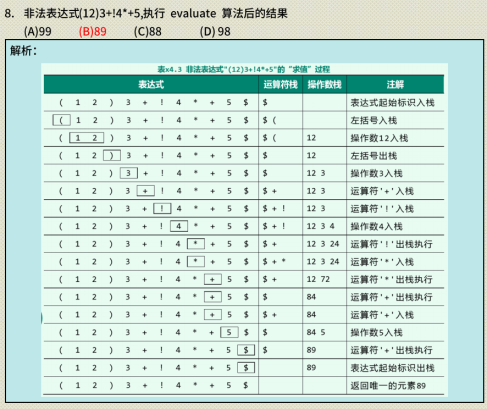 8. 非法表达式(12)3+!4*+5,执行 evaluate 算法后的结果
(A)99 (B)89 (C)88 (D) 98
解析:
表x4.3 非法表达式"(12)3+!4*+5"的“求值”过程
表达式 运算符栈 操作数栈 注解
( 1 2 ) 3 + ! 4 * + 5 $ $ 表达式起始标识入栈
( 1 2 ) 3 + ! 4 * + 5 $ $ ( 左括号入栈
( 1 2 ) 3 + ! 4 * + 5 $ $ ( 12 操作数12入栈
( 1 2 ) 3 + ! 4 * + 5 $ $ 12 左括号出栈
( 1 2 ) 3 + ! 4 * + 5 $ $ 12 3 操作数3入栈
( 1 2 ) 3 + ! 4 * + 5 $ $ + 12 3 运算符'+'入栈
( 1 2 ) 3 + ! 4 * + 5 $ $ + ! 12 3 运算符'!'入栈
( 1 2 ) 3 + ! 4 * + 5 $ $ + ! 12 3 4 操作数4入栈
( 1 2 ) 3 + ! 4 * + 5 $ $ + 12 3 24 运算符'!'出栈执行
( 1 2 ) 3 + ! 4 * + 5 $ $ + * 12 3 24 运算符'*'入栈
( 1 2 ) 3 + ! 4 * + 5 $ $ + 12 72 运算符'*'出栈执行
( 1 2 ) 3 + ! 4 * + 5 $ $ 84 运算符'+'出栈执行
( 1 2 ) 3 + ! 4 * + 5 $ $ + 84 运算符'+'入栈
( 1 2 ) 3 + ! 4 * + 5 $ $ 84 5 操作数5入栈
( 1 2 ) 3 + ! 4 * + 5 $ $ 89 运算符'+'出栈执行
( 1 2 ) 3 + ! 4 * + 5 $ 89 表达式起始标识出栈
( 1 2 ) 3 + ! 4 * + 5 $ 返回唯一的元素89